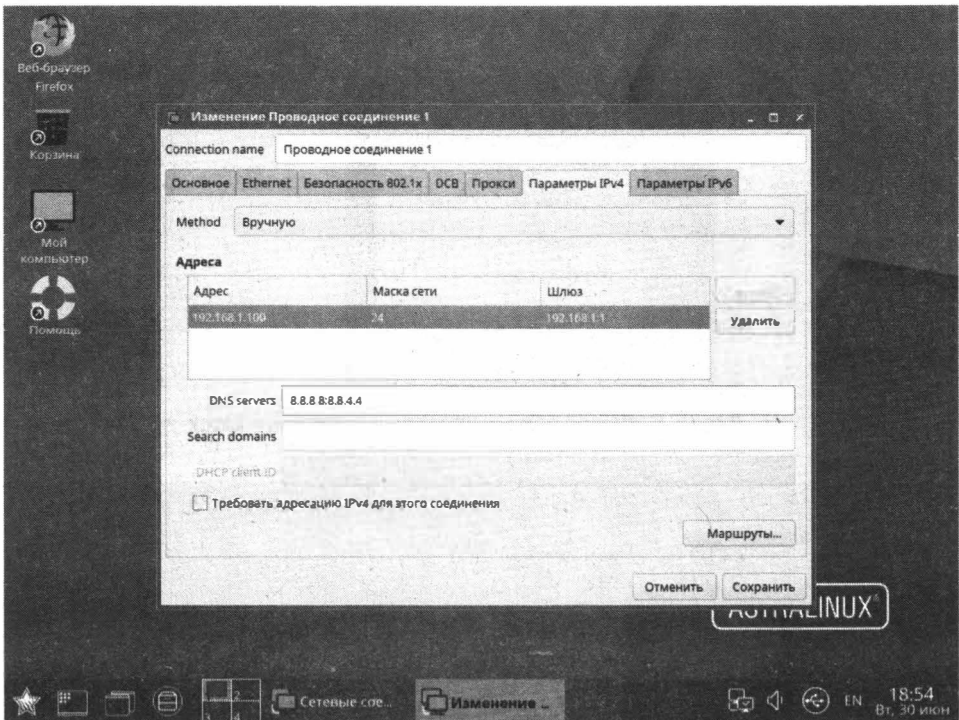 Веб-браузер
Firefox
Корзина
Мой
компьютер
Помощь
Изменение Проводное соединение 1
Connection name Проводное соединение 1
Основное Ethernet Безопасность 802.1x DCB Прокси Параметры IPv4 Параметры IPv6
Method Вручную
Адреса
Адрес Маска сети Шлюз
192.168.1.100 24 192.168.1.1
Удалить
DNS servers 8.8.8 8:8.8.4.4
Search domains
DHCP client ID
Требовать адресацию IPv4 для этого соединения
Маршруты...
Отменить Сохранить
ASTRALINUX®
2
3 4
Сетевые сое... Изменение ...
EN 18:54
Вт, 30 июн